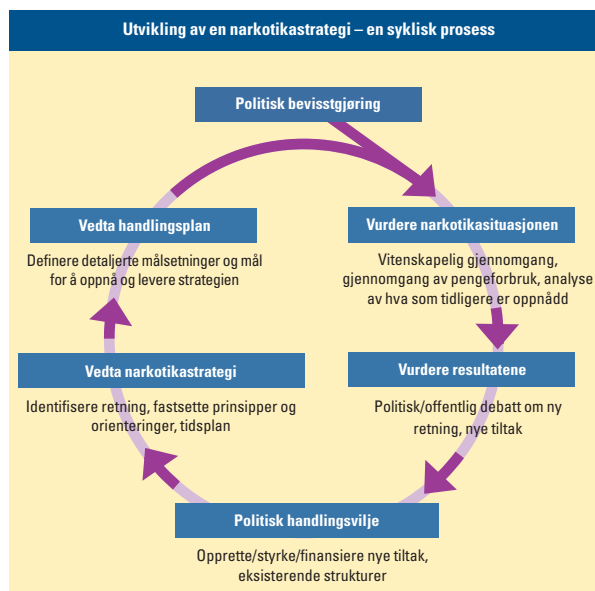 Utvikling av en narkotikastrategi – en syklisk prosess
Politisk bevisstgjøring
Vurdere narkotikasituasjonen
Vitenskapelig gjennomgang,
gjennomgang av pengeforbruk, analyse
av hva som tidligere er oppnådd
Vurdere resultatene
Politisk/offentlig debatt om ny
retning, nye tiltak
Politisk handlingsvilje
Opprette/styrke/finansiere nye tiltak,
eksisterende strukturer
Vedta narkotikastrategi
Identifisere retning, fastsette prinsipper og
orienteringer, tidsplan
Vedta handlingsplan
Definere detaljerte målsetninger og mål
for å oppnå og levere strategien